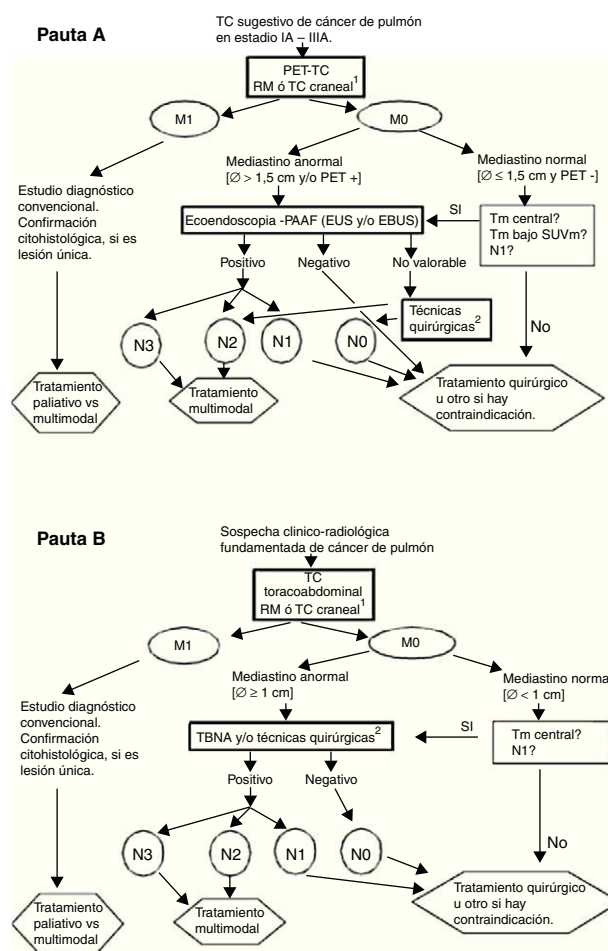 Pauta A
TC sugestivo de cáncer de pulmón
en estadio IA – IIIA.
PET-TC
RM ó TC craneal1
M1
M0
Mediastino anormal
[Ø > 1,5 cm y/o PET +]
Mediastino normal
[Ø ≤ 1,5 cm y PET -]
Estudio diagnóstico
convencional.
Confirmación
citohistológica, si es
lesión única.
Ecoendoscopia -PAAF (EUS y/o EBUS)
SI
Tm central?
Tm bajo SUVm?
N1?
Positivo
Negativo
No valorable
Técnicas
quirúrgicas2
No
N3
N2
N1
N0
Tratamiento
paliativo vs
multimodal
Tratamiento
multimodal
Tratamiento quirúrgico
u otro si hay
contraindicación.
Pauta B
Sospecha clinico-radiológica
fundamentada de cáncer de pulmón
TC
toracoabdominal
RM ó TC craneal1
M1
M0
Mediastino anormal
[Ø ≥ 1 cm]
Mediastino normal
[Ø < 1 cm]
Estudio diagnóstico
convencional.
Confirmación
citohistológica, si es
lesión única.
TBNA y/o técnicas quirúrgicas2
SI
Tm central?
N1?
Positivo
Negativo
No
N3
N2
N1
N0
Tratamiento
paliativo vs
multimodal
Tratamiento
multimodal
Tratamiento quirúrgico
u otro si hay
contraindicación.